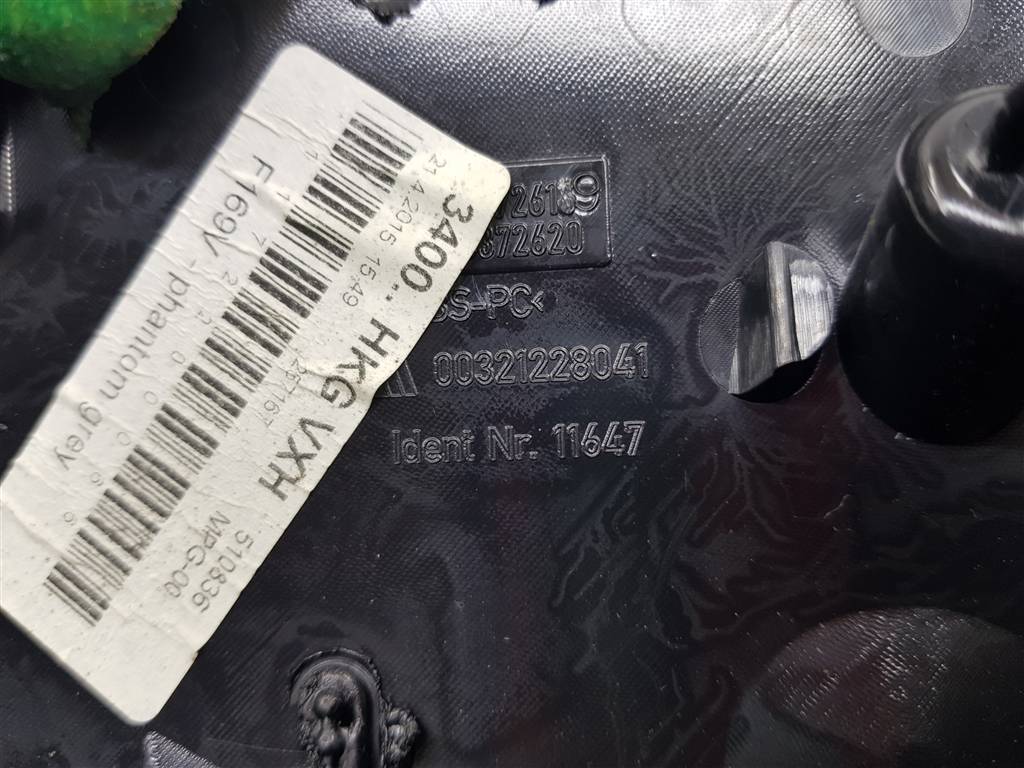 3400.. HKG VXH
21.4.2015 15:49
F169V phantom grey
510836
MPG-00
726189
872620
00321228041
Ident Nr. 11647